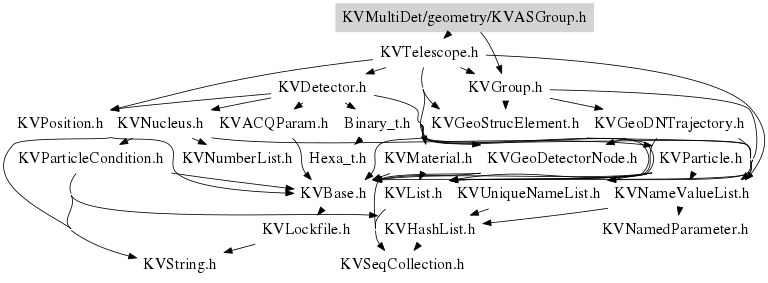 KVMultiDet/geometry/KVASGroup.h
KVTelescope.h
KVDetector.h KVGroup.h
KVPosition.h KVNucleus.h KVACQParam.h Binary_t.h KVGeoStrucElement.h KVGeoDNTrajectory.h
KVParticleCondition.h KVNumberList.h Hexa_t.h KVMaterial.h KVGeoDetectorNode.h KVParticle.h
KVBase.h KVList.h KVUniqueNameList.h KVNameValueList.h
KVLockfile.h KVHashList.h KVNamedParameter.h
KVString.h KVSeqCollection.h